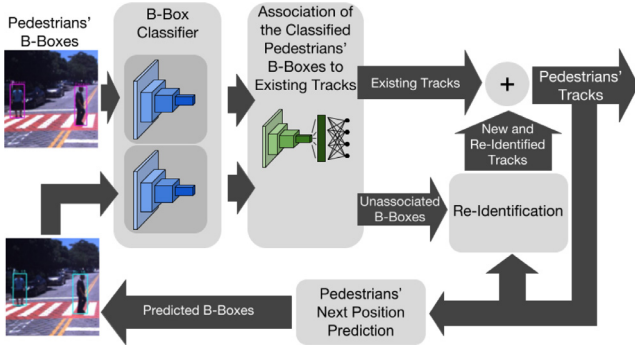 Pedestrians'
B-Boxes
B-Box
Classifier
Association of
the Classified
Pedestrians'
B-Boxes to
Existing Tracks
Existing Tracks
+
Pedestrians'
Tracks
New and
Re-Identified
Tracks
Unassociated
B-Boxes
Re-Identification
Predicted B-Boxes
Pedestrians'
Next Position
Prediction